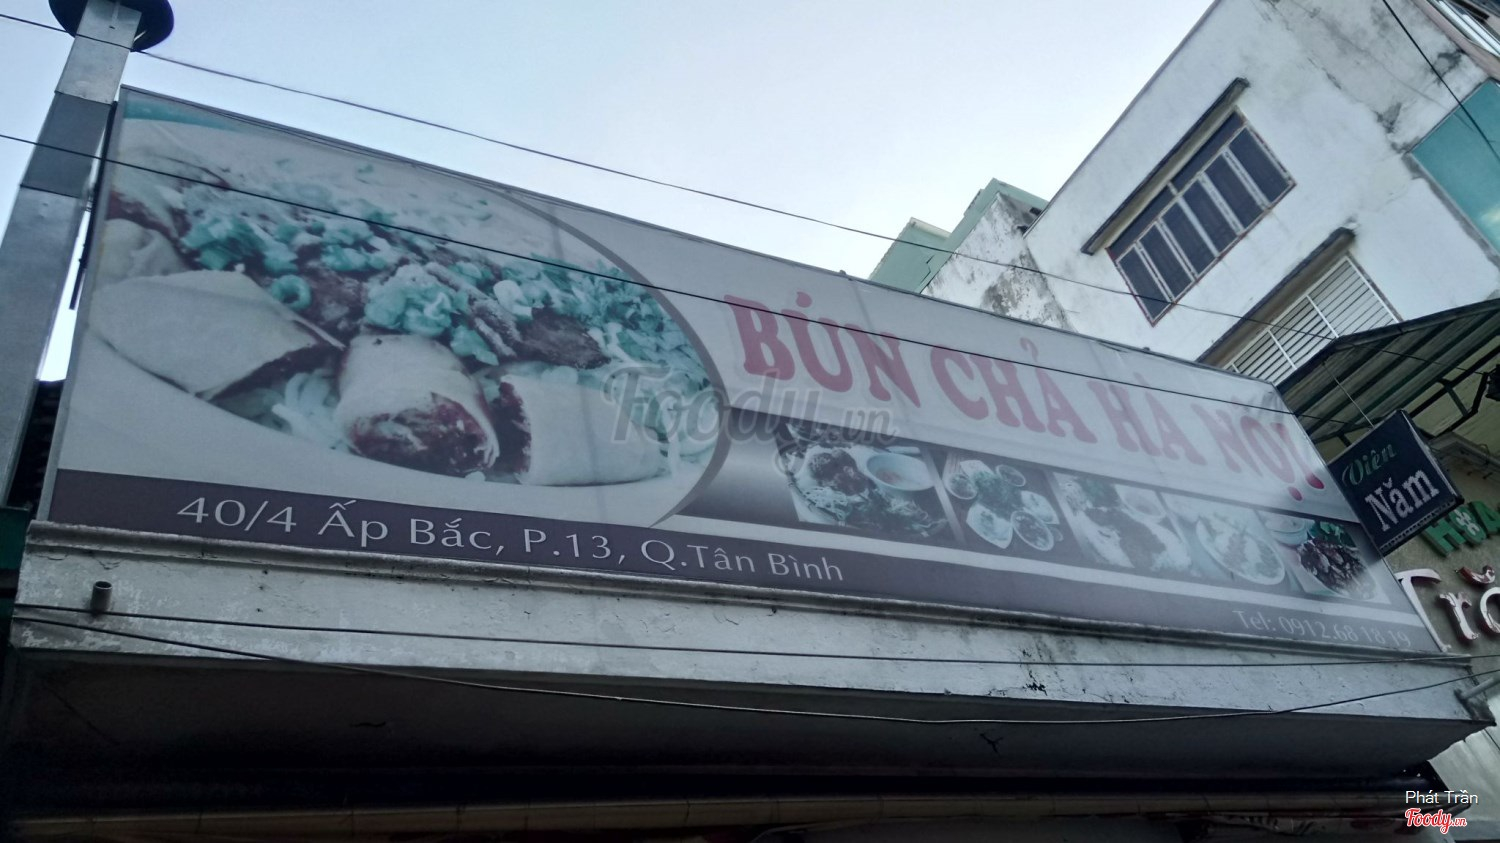 BÚN CHẢ HÀ NỘI
40/4 Ấp Bắc, P.13, Q.Tân Bình
Tel: 0912.68 18 19
Viên
Năm
Foody.vn
Phát Trần
Foody.vn